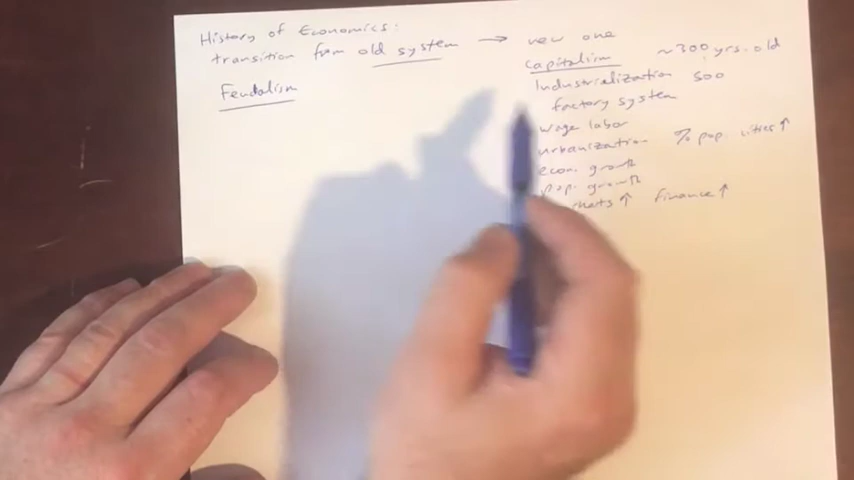 History of Economics:
transition from old system → new one
Feudalism
Capitalism ~300 yrs. old
Industrialization 500
factory system
wage labor
urbanization % pop. cities ↑
econ. growth
pop. growth
↑ finance ↑